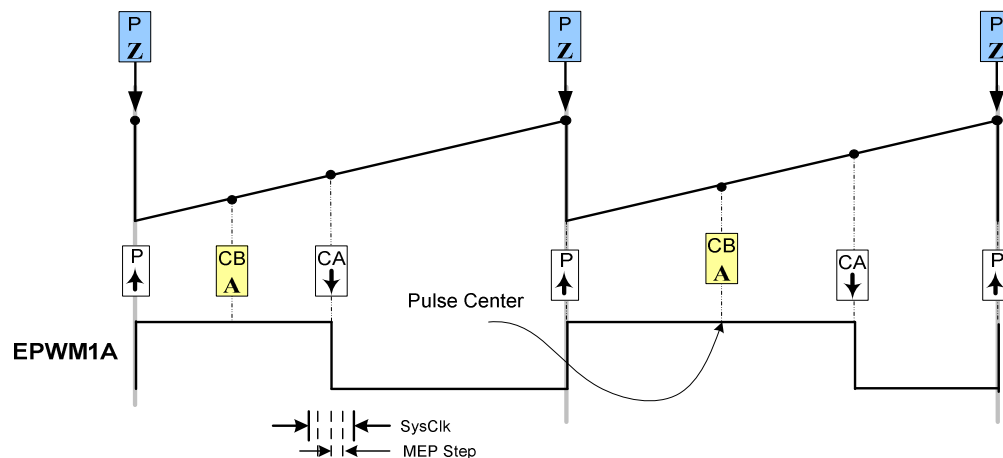 P P P
Z Z Z
P CB CA P CB CA P
A A
Pulse Center
EPWM1A
SysClk
MEP Step